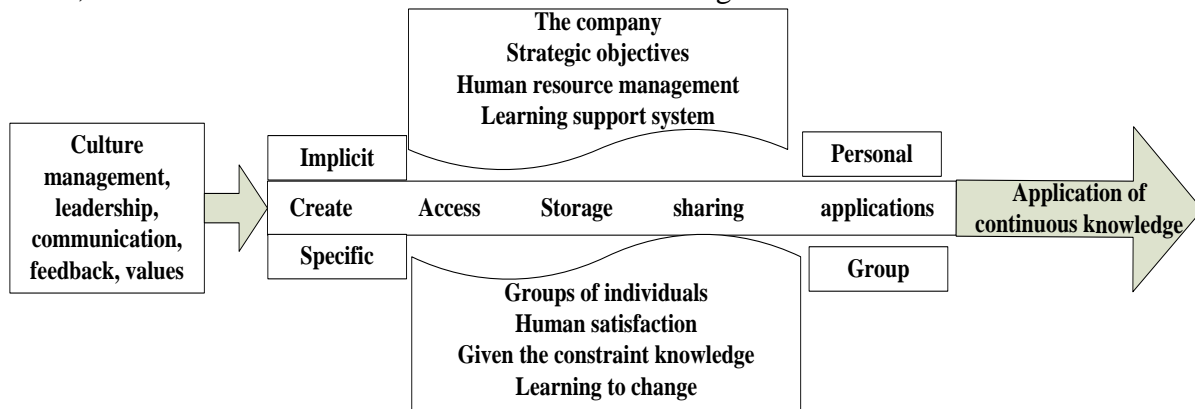 The company
Strategic objectives
Human resource management
Learning support system
Culture
management,
leadership,
communication,
feedback, values
Implicit
Personal
Create Access Storage sharing applications
Specific
Group
Application of
continuous knowledge
Groups of individuals
Human satisfaction
Given the constraint knowledge
Learning to change